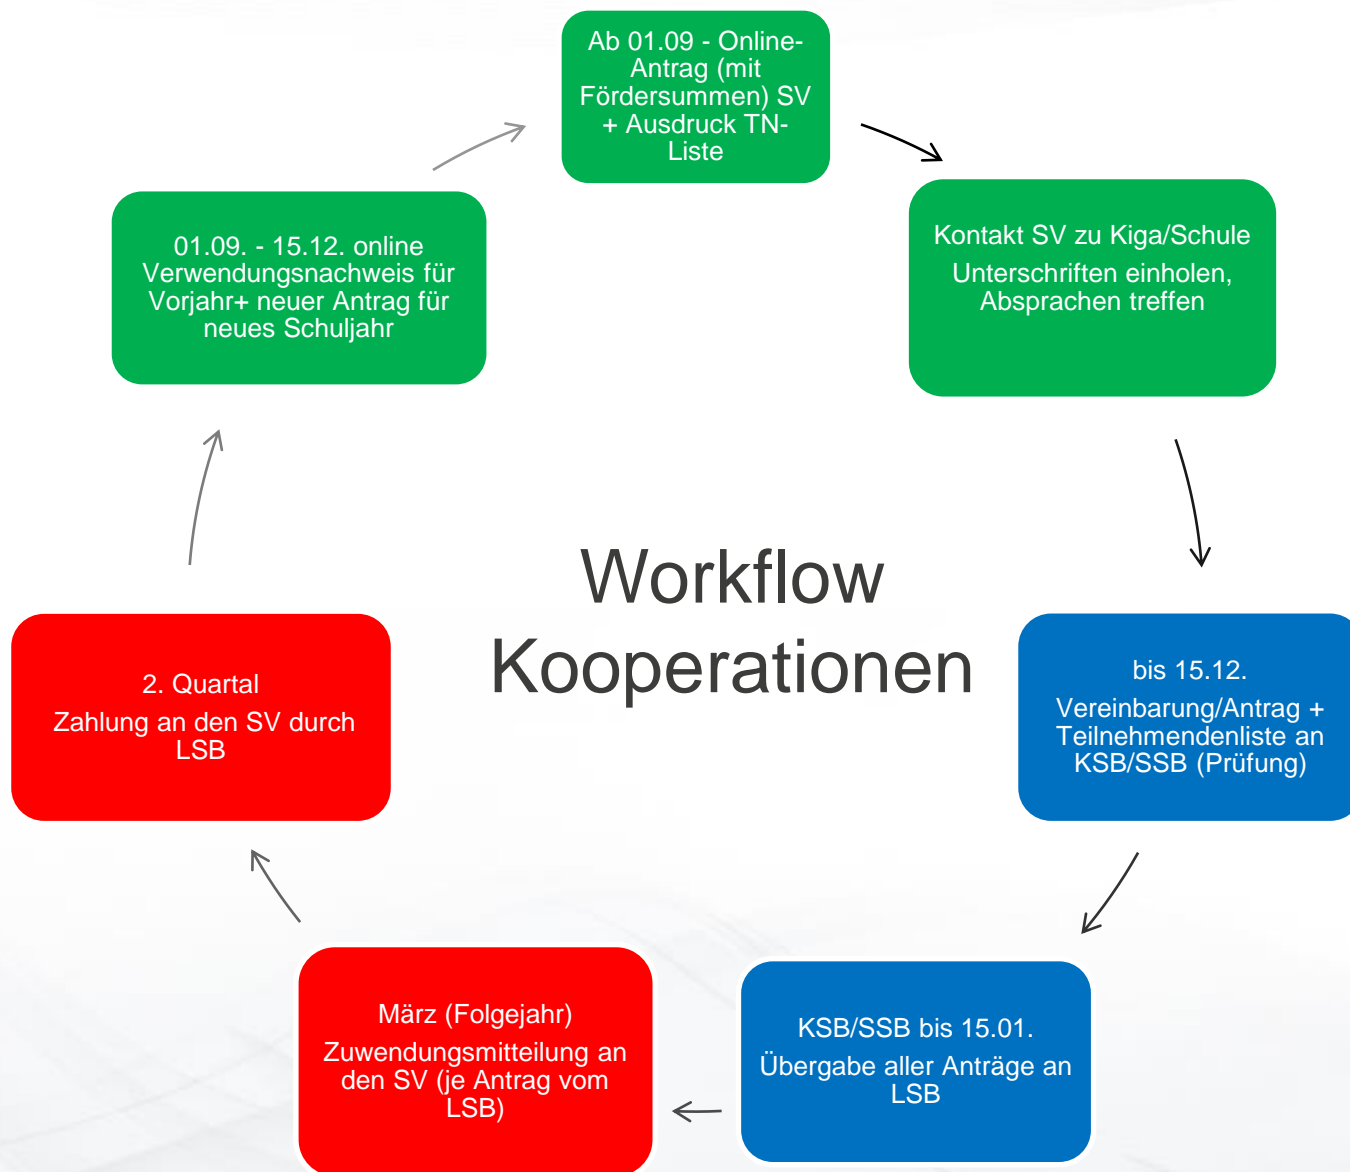 Ab 01.09 - Online-
Antrag (mit
Fördersummen) SV
+ Ausdruck TN-
Liste
Kontakt SV zu Kiga/Schule
Unterschriften einholen,
Absprachen treffen
bis 15.12.
Vereinbarung/Antrag +
Teilnehmendenliste an
KSB/SSB (Prüfung)
KSB/SSB bis 15.01.
Übergabe aller Anträge an
LSB
März (Folgejahr)
Zuwendungsmitteilung an
den SV (je Antrag vom
LSB)
2. Quartal
Zahlung an den SV durch
LSB
01.09. - 15.12. online
Verwendungsnachweis für
Vorjahr+ neuer Antrag für
neues Schuljahr
Workflow
Kooperationen